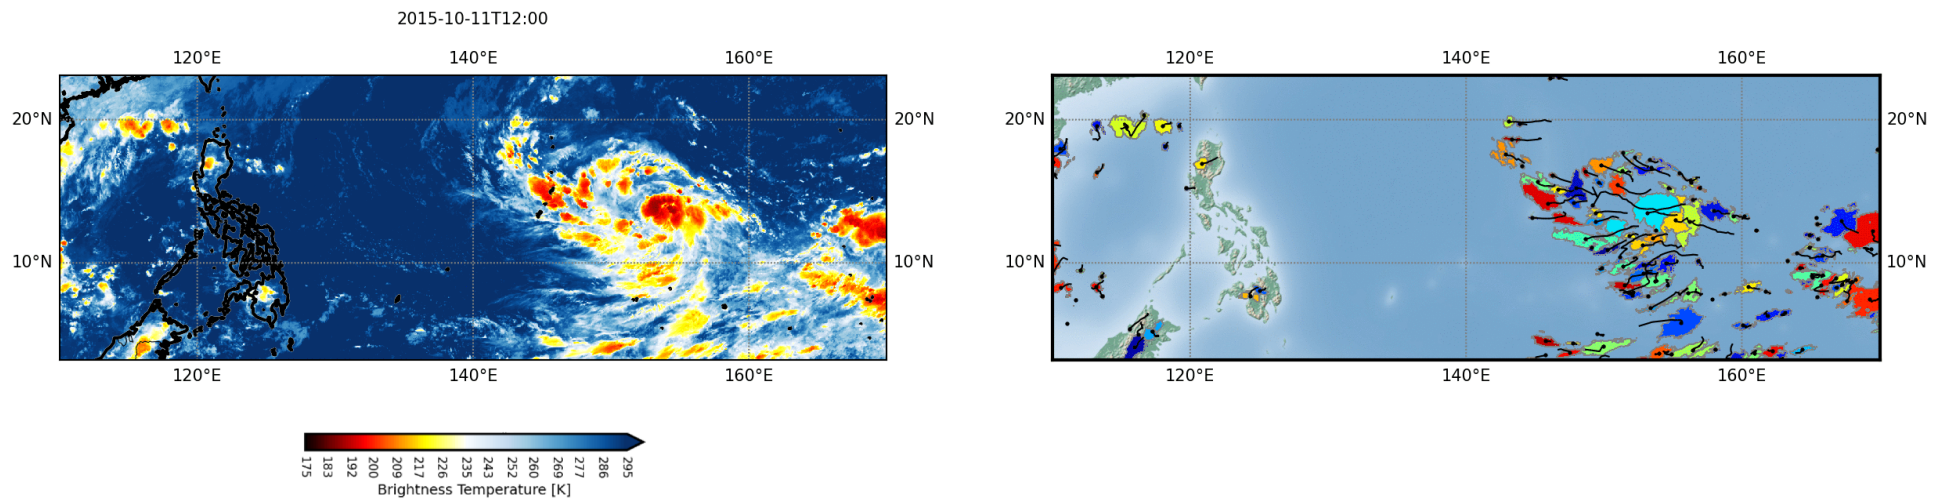 2015-10-11T12:00
120°E 140°E 160°E 120°E 140°E 160°E
20°N 20°N 20°N 20°N
10°N 10°N 10°N 10°N
120°E 140°E 160°E 120°E 140°E 160°E
175 183 192 200 209 217 226 235 243 252 260 269 277 286 295
Brightness Temperature [K]